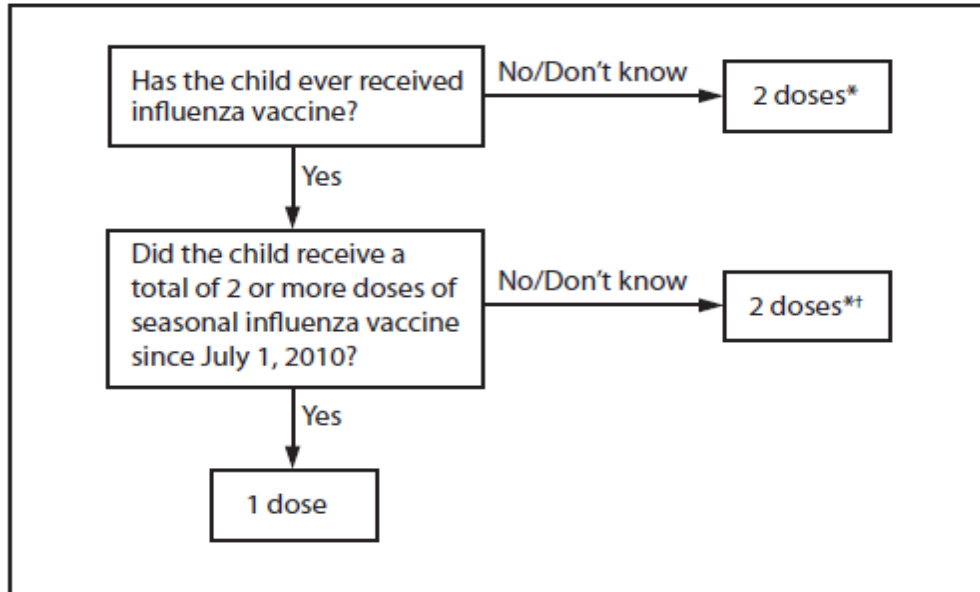 Has the child ever received
influenza vaccine?
No/Don't know
2 doses*
Yes
Did the child receive a
total of 2 or more doses of
seasonal influenza vaccine
since July 1, 2010?
No/Don't know
2 doses*†
Yes
1 dose